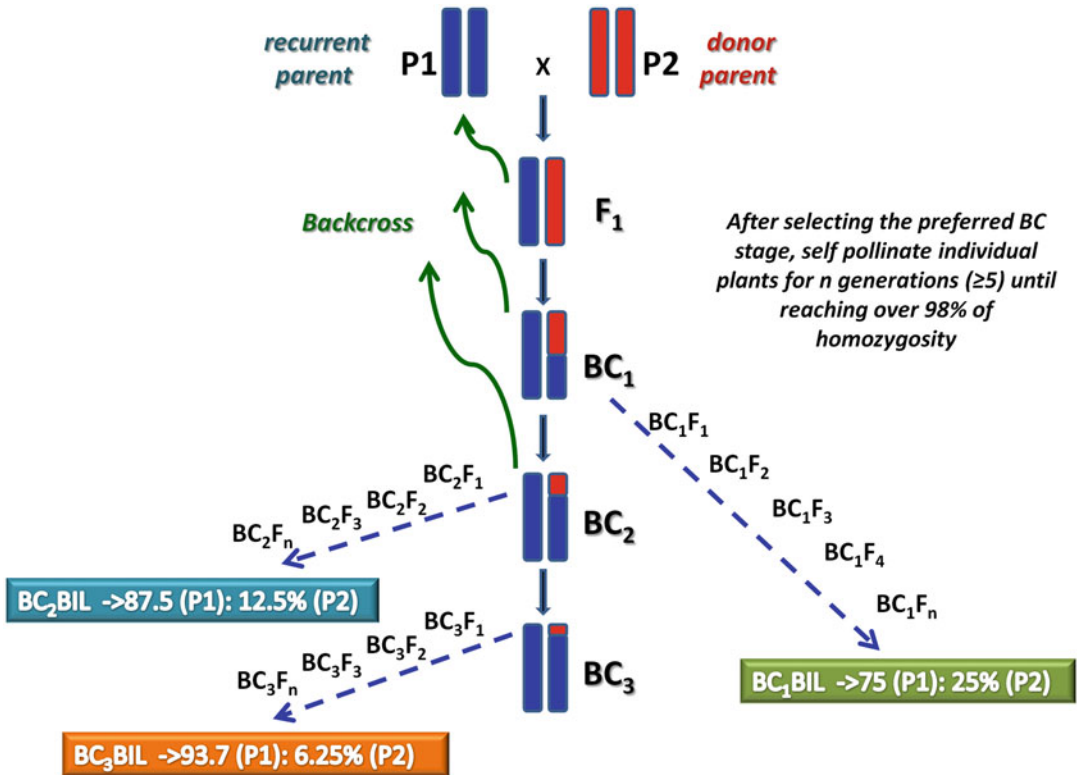 recurrent
parent
P1
X
P2
donor
parent
F₁
Backcross
After selecting the preferred BC
stage, self pollinate individual
plants for n generations (≥5) until
reaching over 98% of
homozygosity
BC₁
BC₁F₁
BC₁F₂
BC₁F₃
BC₁F₄
BC₁Fₙ
BC₁BIL ->75 (P1): 25% (P2)
BC₂
BC₂F₁
BC₂F₂
BC₂F₃
BC₂Fₙ
BC₂BIL ->87.5 (P1): 12.5% (P2)
BC₃
BC₃F₁
BC₃F₂
BC₃F₃
BC₃Fₙ
BC₃BIL ->93.7 (P1): 6.25% (P2)